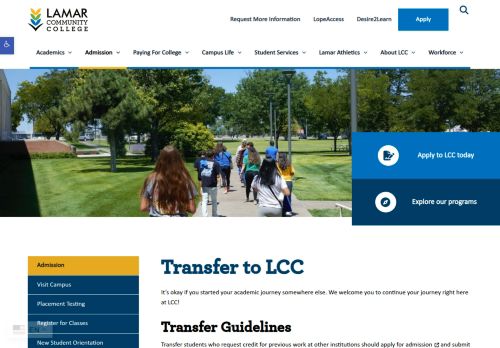 LAMAR
COMMUNITY
COLLEGE
Request More Information LopeAccess Desire2Learn Apply
Academics Admission Paying For College Campus Life Student Services Lamar Athletics About LCC Workforce
Apply to LCC today
Explore our programs
Admission
Visit Campus
Placement Testing
Register for Classes
New Student Orientation
EN
Transfer to LCC
It's okay if you started your academic journey somewhere else. We welcome you to continue your journey right here
at LCC!
Transfer Guidelines
Transfer students who request credit for previous work at other institutions should apply for admission and submit